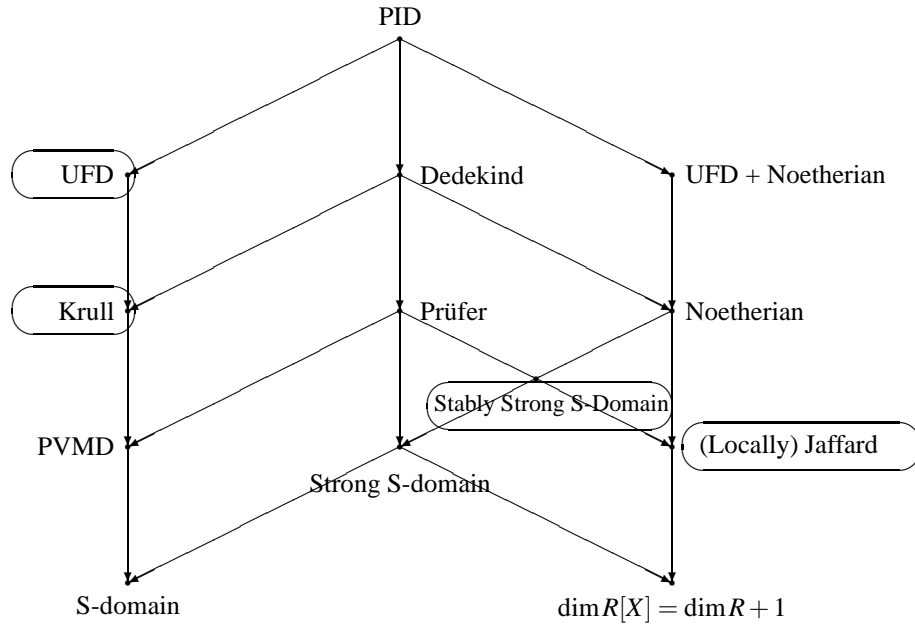 PID
UFD
Dedekind
UFD + Noetherian
Krull
Prüfer
Noetherian
Stably Strong S-Domain
PVMD
(Locally) Jaffard
Strong S-domain
S-domain
dim R[X] = dim R + 1